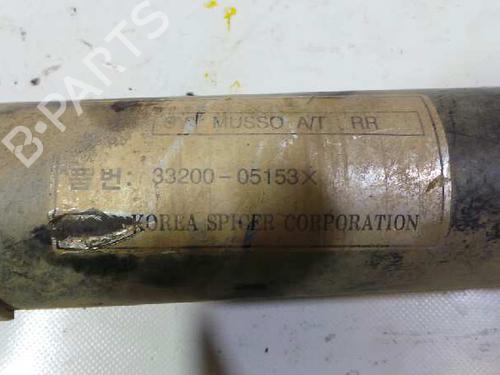 MUSSO A/T RR
품번: 33200-05153X
KOREA SPICER CORPORATION
B-PARTS